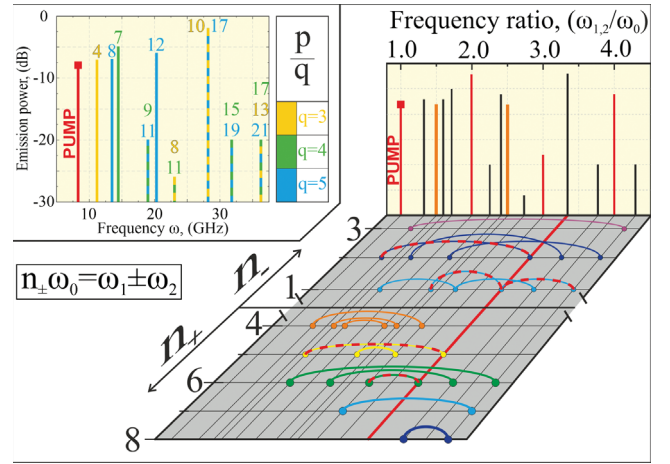 Frequency ratio, (ω1,2/ω0)
1.0 2.0 3.0 4.0
PUMP
Emission power, (dB)
0
-10
-20
-30
PUMP
4
8
7
12
9
11
8
11
10 17
15
19
17
13
21
10 20 30
Frequency ω, (GHz)
p
q
q=3
q=4
q=5
n±ω0=ω1±ω2
n-
n+
3
1
4
6
8